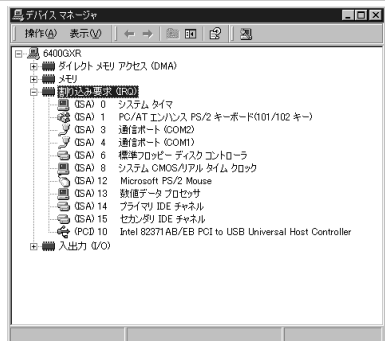 デバイス マネージャ
操作(A) 表示(V)
6400GXR
ダイレクト メモリ アクセス (DMA)
メモリ
割り込み要求 (IRQ)
(ISA) 0 システム タイマ
(ISA) 1 PC/AT エンハンス PS/2 キーボード(101/102 キー)
(ISA) 3 通信ポート (COM2)
(ISA) 4 通信ポート (COM1)
(ISA) 6 標準フロッピー ディスク コントローラ
(ISA) 8 システム CMOS/リアル タイム クロック
(ISA) 12 Microsoft PS/2 Mouse
(ISA) 13 数値データ プロセッサ
(ISA) 14 プライマリ IDE チャネル
(ISA) 15 セカンダリ IDE チャネル
(PCI) 10 Intel 82371AB/EB PCI to USB Universal Host Controller
入出力 (I/O)